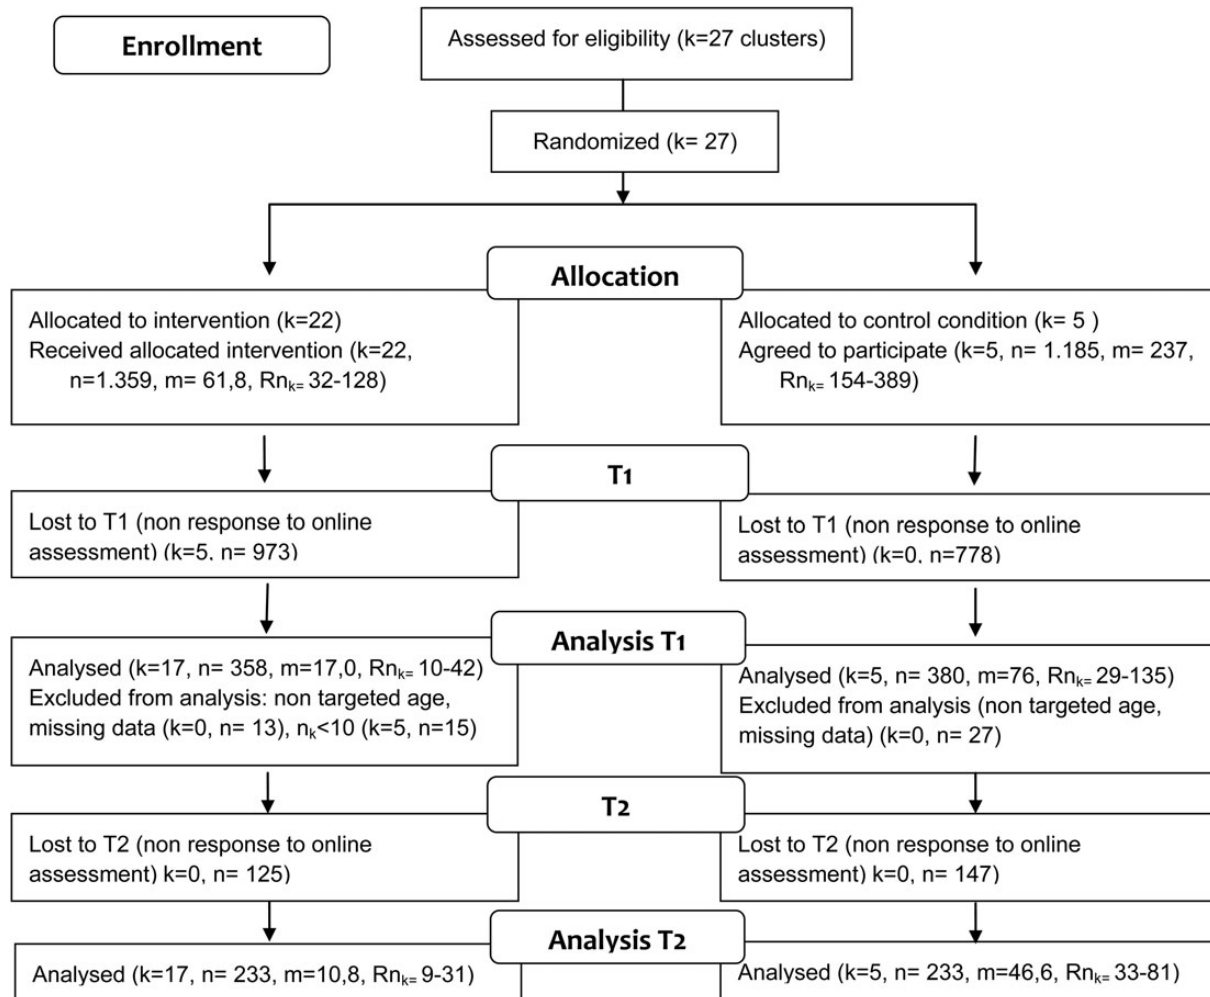 Enrollment
Assessed for eligibility (k=27 clusters)
Randomized (k= 27)
Allocation
Allocated to intervention (k=22)
Received allocated intervention (k=22,
n=1.359, m= 61,8, Rnk= 32-128)
Allocated to control condition (k= 5 )
Agreed to participate (k=5, n= 1.185, m= 237,
Rnk= 154-389)
T1
Lost to T1 (non response to online
assessment) (k=5, n= 973)
Lost to T1 (non response to online
assessment) (k=0, n=778)
Analysis T1
Analysed (k=17, n= 358, m=17,0, Rnk= 10-42)
Excluded from analysis: non targeted age,
missing data (k=0, n= 13), nk<10 (k=5, n=15)
Analysed (k=5, n= 380, m=76, Rnk= 29-135)
Excluded from analysis (non targeted age,
missing data) (k=0, n= 27)
T2
Lost to T2 (non response to online
assessment) k=0, n= 125)
Lost to T2 (non response to online
assessment) k=0, n= 147)
Analysis T2
Analysed (k=17, n= 233, m=10,8, Rnk= 9-31)
Analysed (k=5, n= 233, m=46,6, Rnk= 33-81)